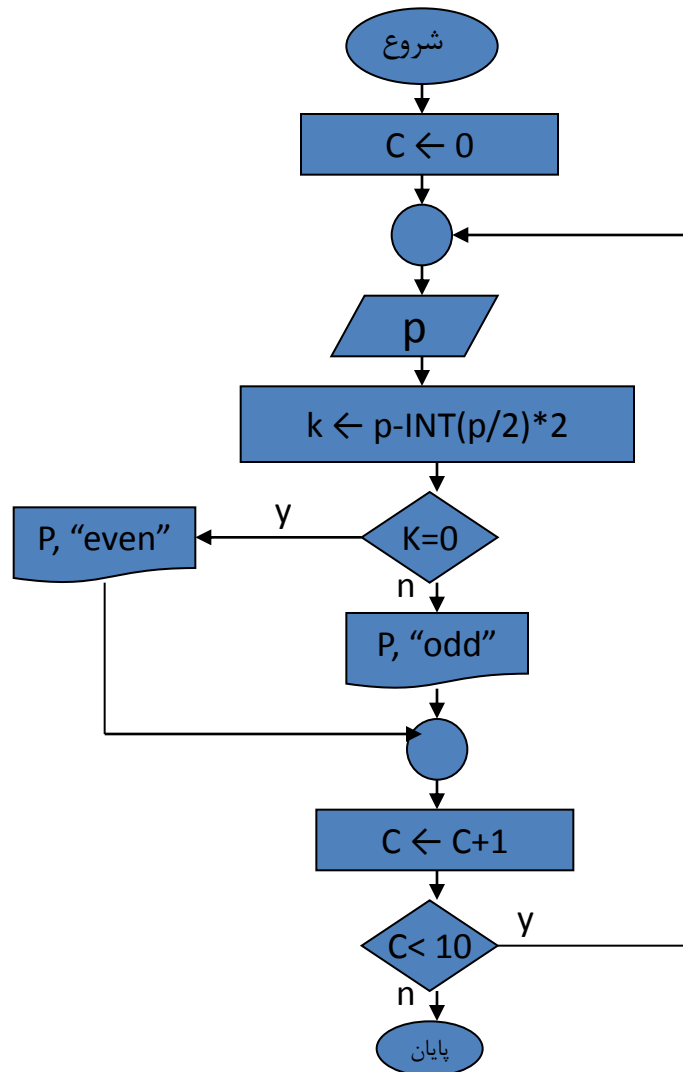 شروع
C ← 0
p
k ← p-INT(p/2)*2
K=0
y
P, “even”
n
P, “odd”
C ← C+1
C< 10
y
n
پایان